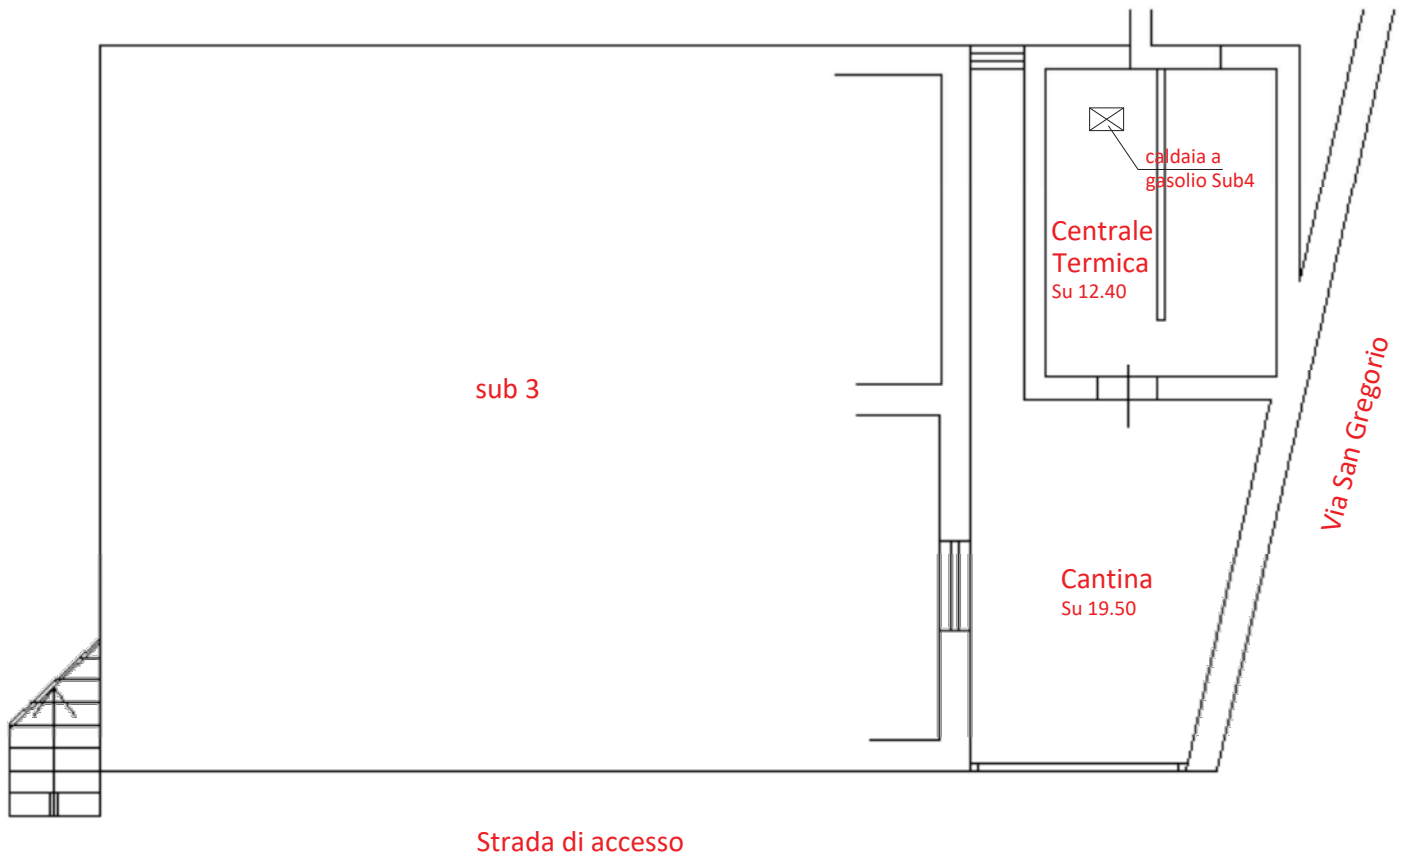 caldaia a
gasolio Sub4
Centrale
Termica
Su 12.40
sub 3
Via San Gregorio
Cantina
Su 19.50
Strada di accesso